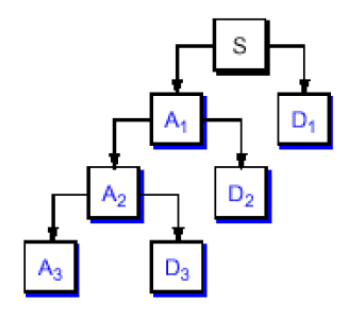 S
A₁ D₁
A₂ D₂
A₃ D₃